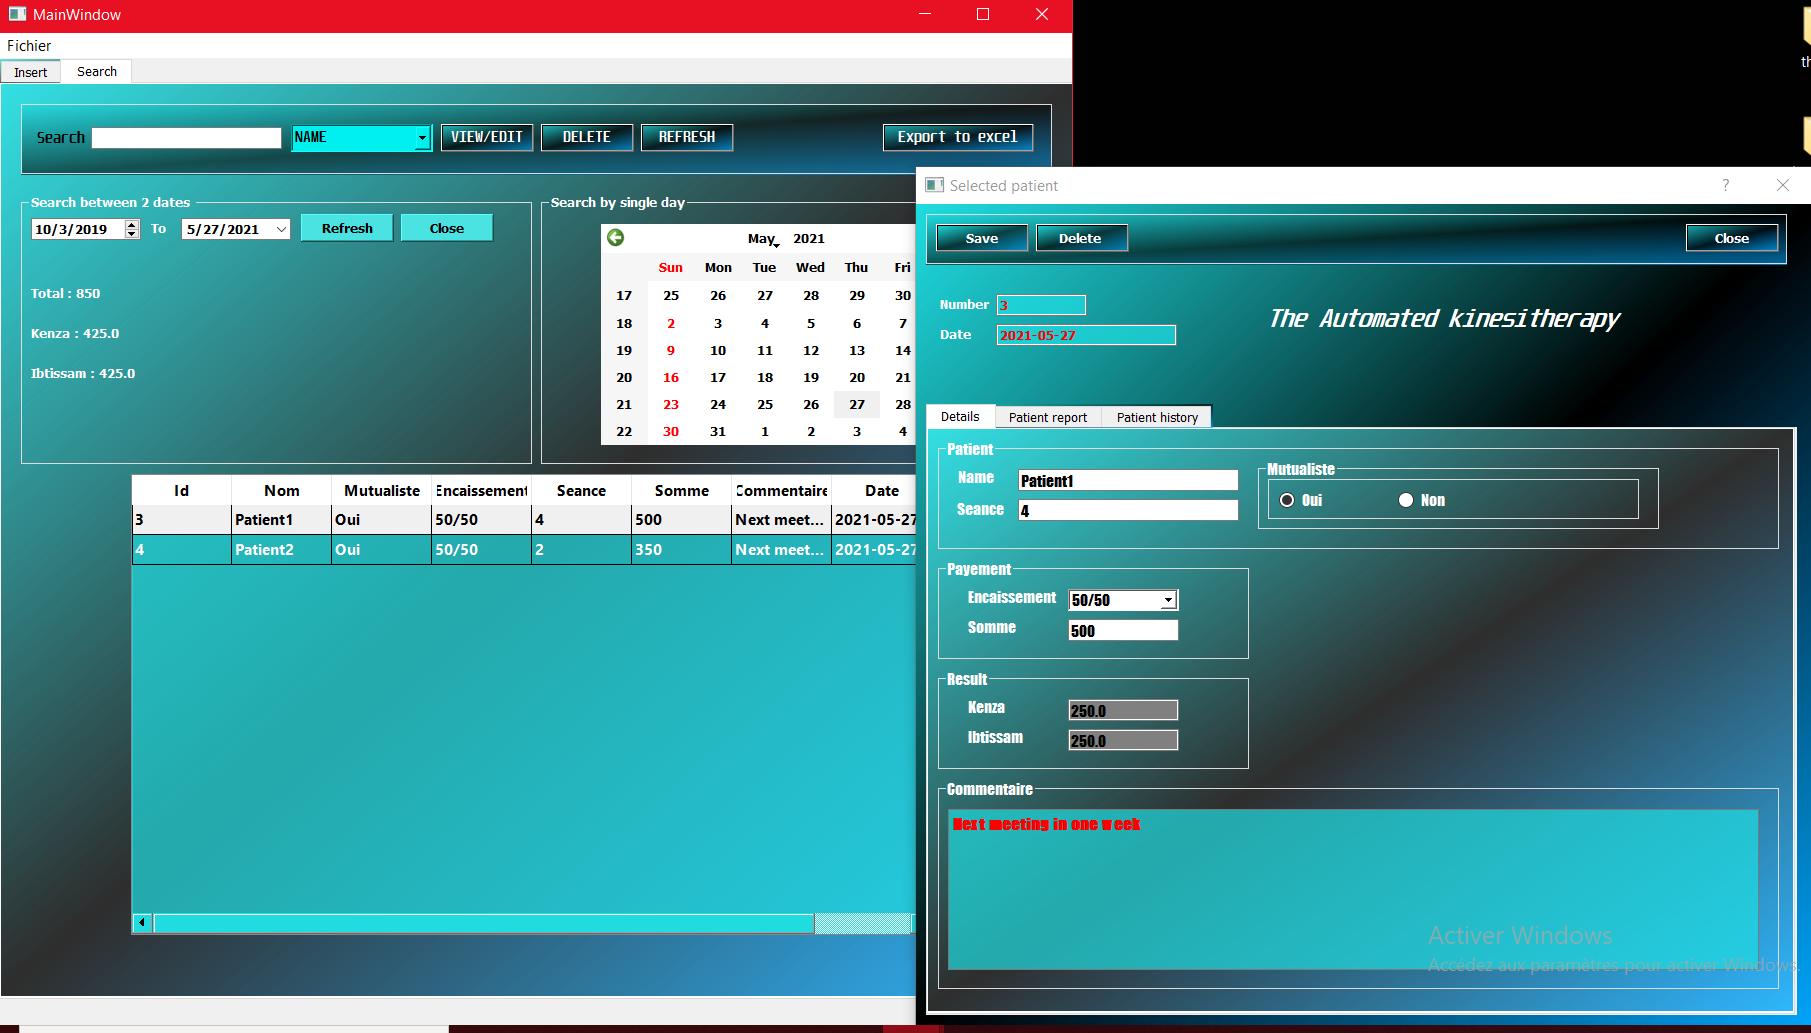 MainWindow
Fichier
Insert Search
Search NAME VIEW/EDIT DELETE REFRESH Export to excel
Search between 2 dates
10/3/2019 To 5/27/2021 Refresh Close
Total : 850
Kenza : 425.0
Ibtissam : 425.0
Search by single day
May, 2021
Sun Mon Tue Wed Thu Fri
17 25 26 27 28 29 30
18 2 3 4 5 6 7
19 9 10 11 12 13 14
20 16 17 18 19 20 21
21 23 24 25 26 27 28
22 30 31 1 2 3 4
Id Nom Mutualiste Encaissement Seance Somme Commentaire Date
3 Patient1 Oui 50/50 4 500 Next meet... 2021-05-27
4 Patient2 Oui 50/50 2 350 Next meet... 2021-05-27
th
Selected patient ?
Save Delete Close
Number 3
Date 2021-05-27
The Automated kinesitherapy
Details Patient report Patient history
Patient
Name Patient1
Seance 4
Mutualiste
Oui Non
Payement
Encaissement 50/50
Somme 500
Result
Kenza 250.0
Ibtissam 250.0
Commentaire
Next meeting in one week
Activer Windows
Accédez aux paramètres pour activer Windows.